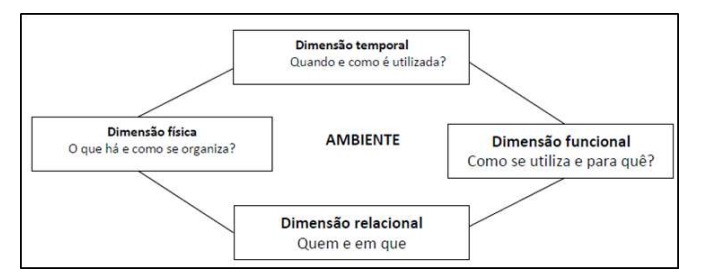 Dimensão temporal
Quando e como é utilizada?
Dimensão física
O que há e como se organiza?
AMBIENTE
Dimensão funcional
Como se utiliza e para quê?
Dimensão relacional
Quem e em que